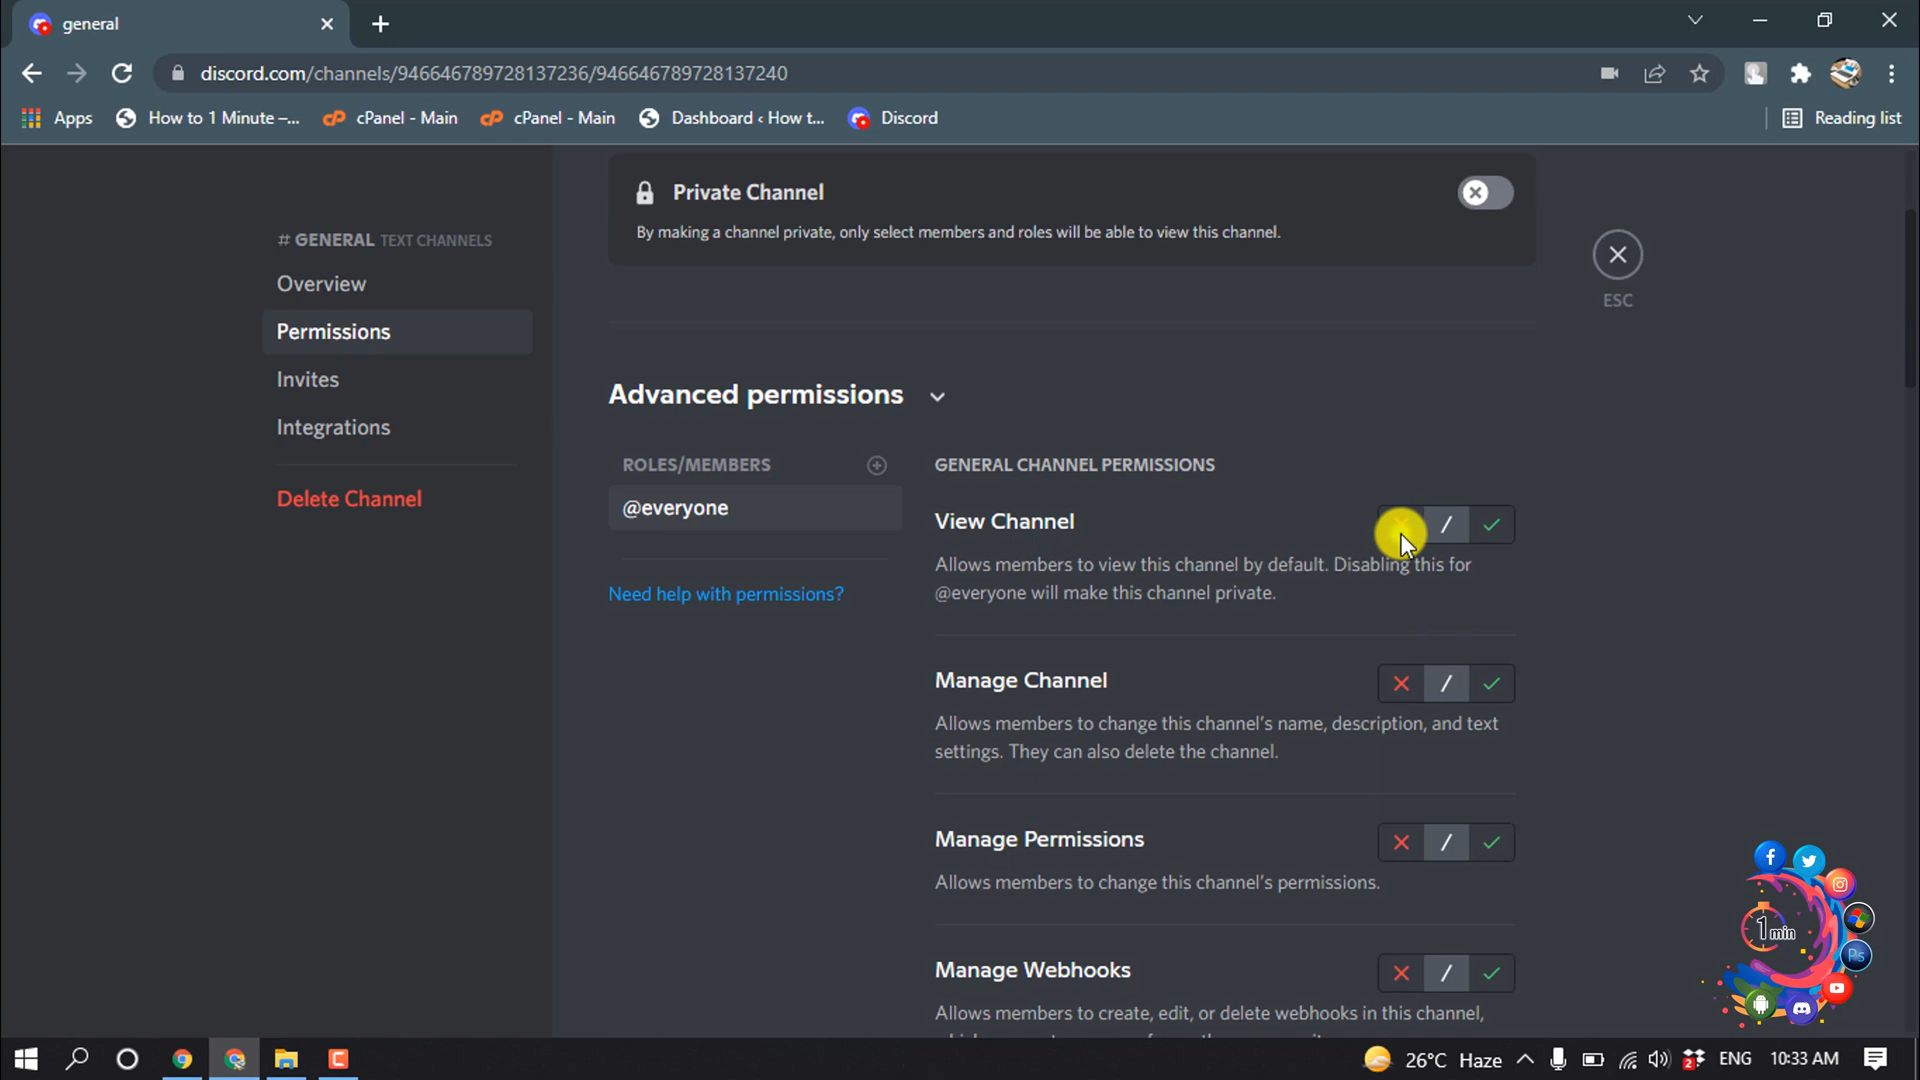 general
discord.com/channels/946646789728137236/946646789728137240
Apps
How to 1 Minute –...
cPanel - Main
cPanel - Main
Dashboard ‹ How t...
Discord
Reading list
# GENERAL TEXT CHANNELS
Overview
Permissions
Invites
Integrations
Delete Channel
Private Channel
By making a channel private, only select members and roles will be able to view this channel.
ESC
Advanced permissions
ROLES/MEMBERS
@everyone
Need help with permissions?
GENERAL CHANNEL PERMISSIONS
View Channel
Allows members to view this channel by default. Disabling this for
@everyone will make this channel private.
Manage Channel
Allows members to change this channel's name, description, and text
settings. They can also delete the channel.
Manage Permissions
Allows members to change this channel's permissions.
Manage Webhooks
Allows members to create, edit, or delete webhooks in this channel,
1 min
Ps
26°C Haze
2
ENG
10:33 AM